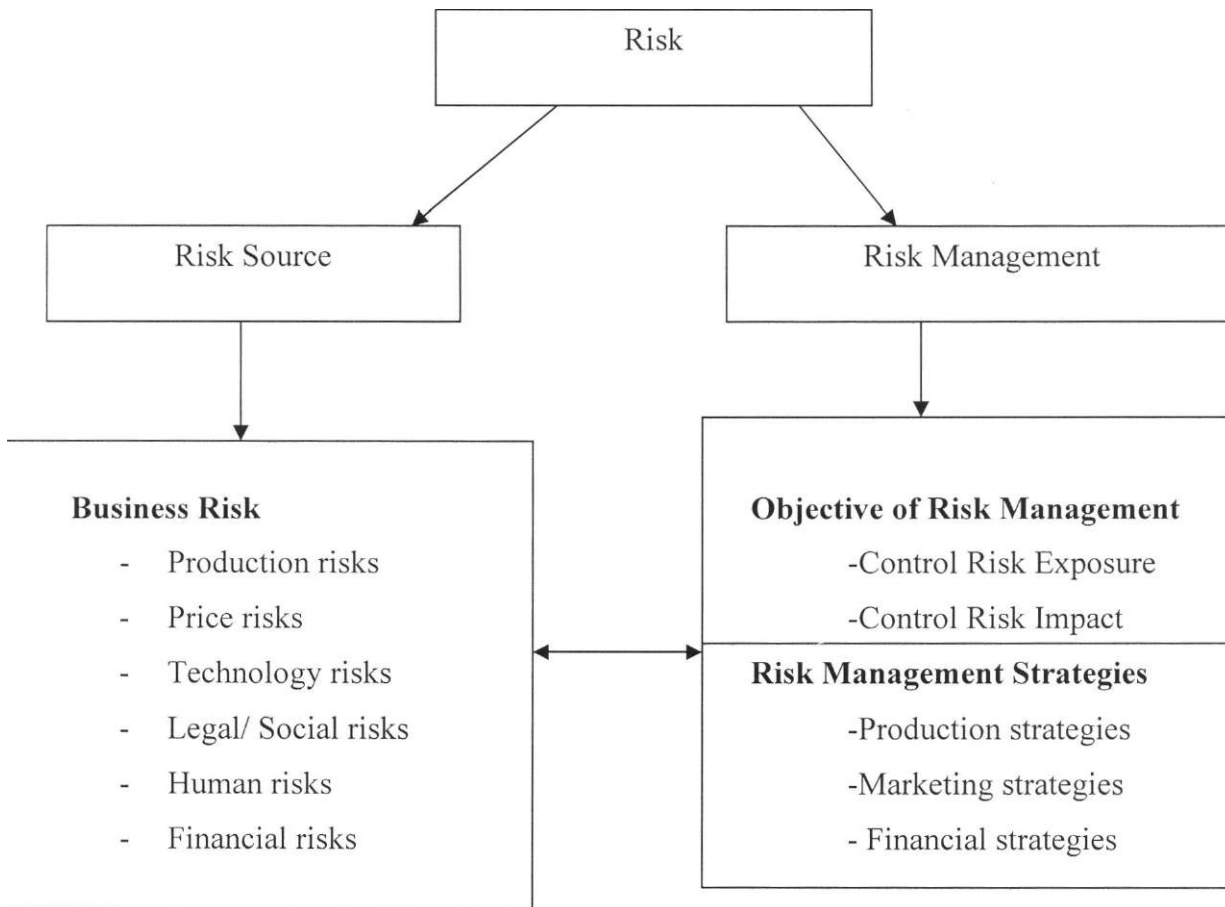 Risk
Risk Source
Risk Management
Business Risk
- Production risks
- Price risks
- Technology risks
- Legal/ Social risks
- Human risks
- Financial risks
Objective of Risk Management
-Control Risk Exposure
-Control Risk Impact
Risk Management Strategies
-Production strategies
-Marketing strategies
- Financial strategies